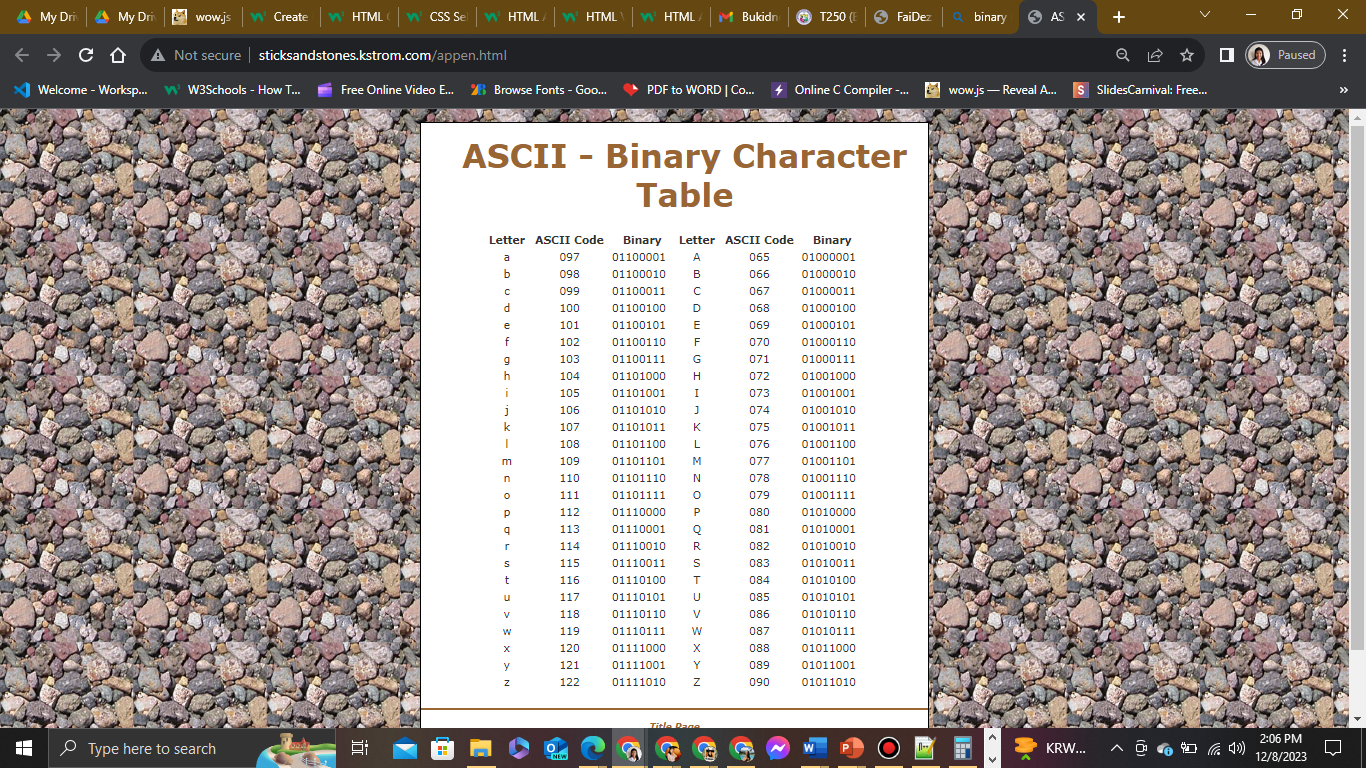 My Driv
My Driv
wow.js
Create
HTML C
CSS Sel
HTML A
HTML V
HTML A
Bukidn
T250 (E
FaiDez
binary
AS
Not secure
sticksandstones.kstrom.com/appen.html
Paused
Welcome - Worksp...
W3Schools - How T...
Free Online Video E...
Browse Fonts - Goo...
PDF to WORD | Co...
Online C Compiler -...
wow.js — Reveal A...
SlidesCarnival: Free...
»
ASCII - Binary Character
Table
Letter ASCII Code Binary Letter ASCII Code Binary
a 097 01100001 A 065 01000001
b 098 01100010 B 066 01000010
c 099 01100011 C 067 01000011
d 100 01100100 D 068 01000100
e 101 01100101 E 069 01000101
f 102 01100110 F 070 01000110
g 103 01100111 G 071 01000111
h 104 01101000 H 072 01001000
i 105 01101001 I 073 01001001
j 106 01101010 J 074 01001010
k 107 01101011 K 075 01001011
l 108 01101100 L 076 01001100
m 109 01101101 M 077 01001101
n 110 01101110 N 078 01001110
o 111 01101111 O 079 01001111
p 112 01110000 P 080 01010000
q 113 01110001 Q 081 01010001
r 114 01110010 R 082 01010010
s 115 01110011 S 083 01010011
t 116 01110100 T 084 01010100
u 117 01110101 U 085 01010101
v 118 01110110 V 086 01010110
w 119 01110111 W 087 01010111
x 120 01111000 X 088 01011000
y 121 01111001 Y 089 01011001
z 122 01111010 Z 090 01011010
Title Page
Type here to search
NEW
KRW...
2:06 PM
12/8/2023